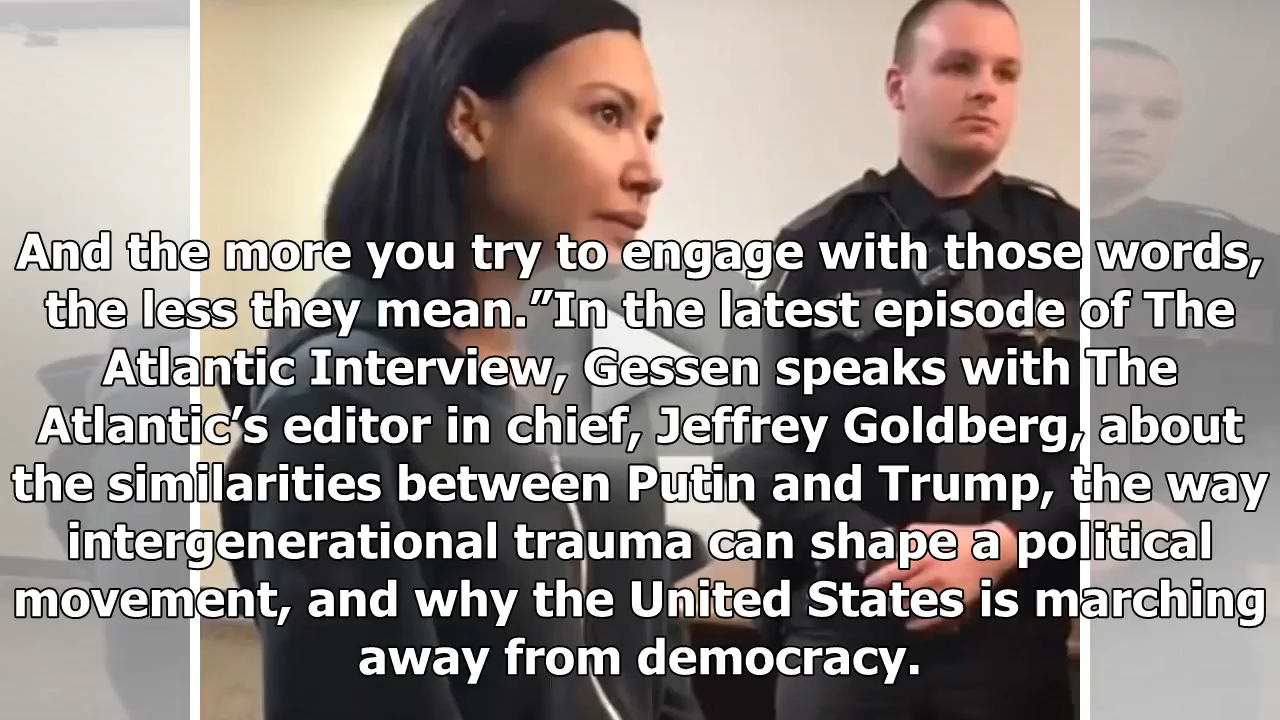 And the more you try to engage with those words,
the less they mean.”In the latest episode of The
Atlantic Interview, Gessen speaks with The
Atlantic’s editor in chief, Jeffrey Goldberg, about
the similarities between Putin and Trump, the way
intergenerational trauma can shape a political
movement, and why the United States is marching
away from democracy.